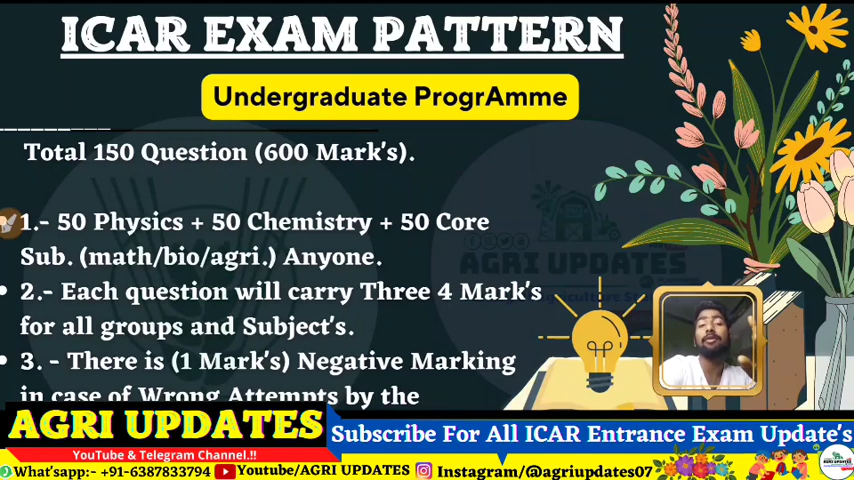 ICAR EXAM PATTERN
Undergraduate ProgrAmme
Total 150 Question (600 Mark's).
1.- 50 Physics + 50 Chemistry + 50 Core
Sub. (math/bio/agri.) Anyone.
2.- Each question will carry Three 4 Mark's
for all groups and Subject's.
3. - There is (1 Mark's) Negative Marking
in case of Wrong Attempts by the
AGRI UPDATES
AGRI UPDATES
Subscribe For All ICAR Entrance Exam Update's
YouTube & Telegram Channel.!!
What'sapp:- +91-6387833794
Youtube/AGRI UPDATES
Instagram/@agriupdates07